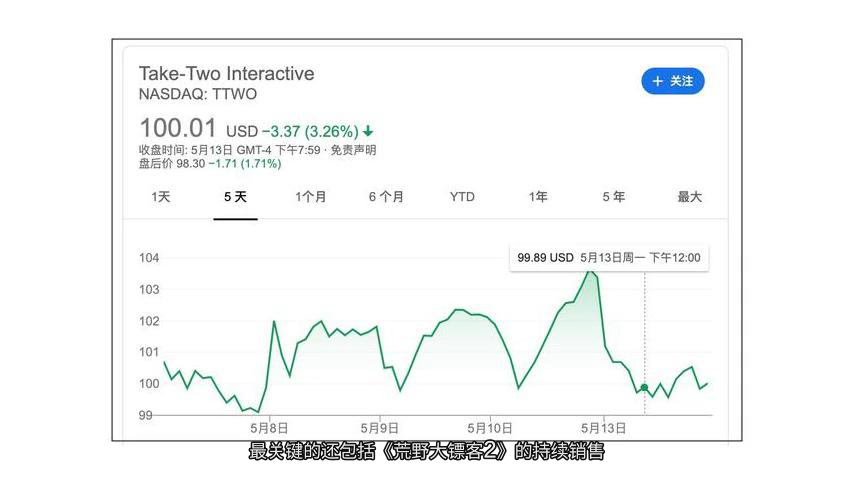 Take-Two Interactive
NASDAQ: TTWO
+ 关注
100.01 USD −3.37 (3.26%) ↓
收盘时间: 5月13日 GMT-4 下午7:59 · 免责声明
盘后价 98.30 −1.71 (1.71%)
1天 5天 1个月 6个月 YTD 1年 5年 最大
99.89 USD 5月13日周一 下午12:00
104
103
102
101
100
99
5月8日 5月9日 5月10日 5月13日
最关键的还包括《荒野大镖客2》的持续销售